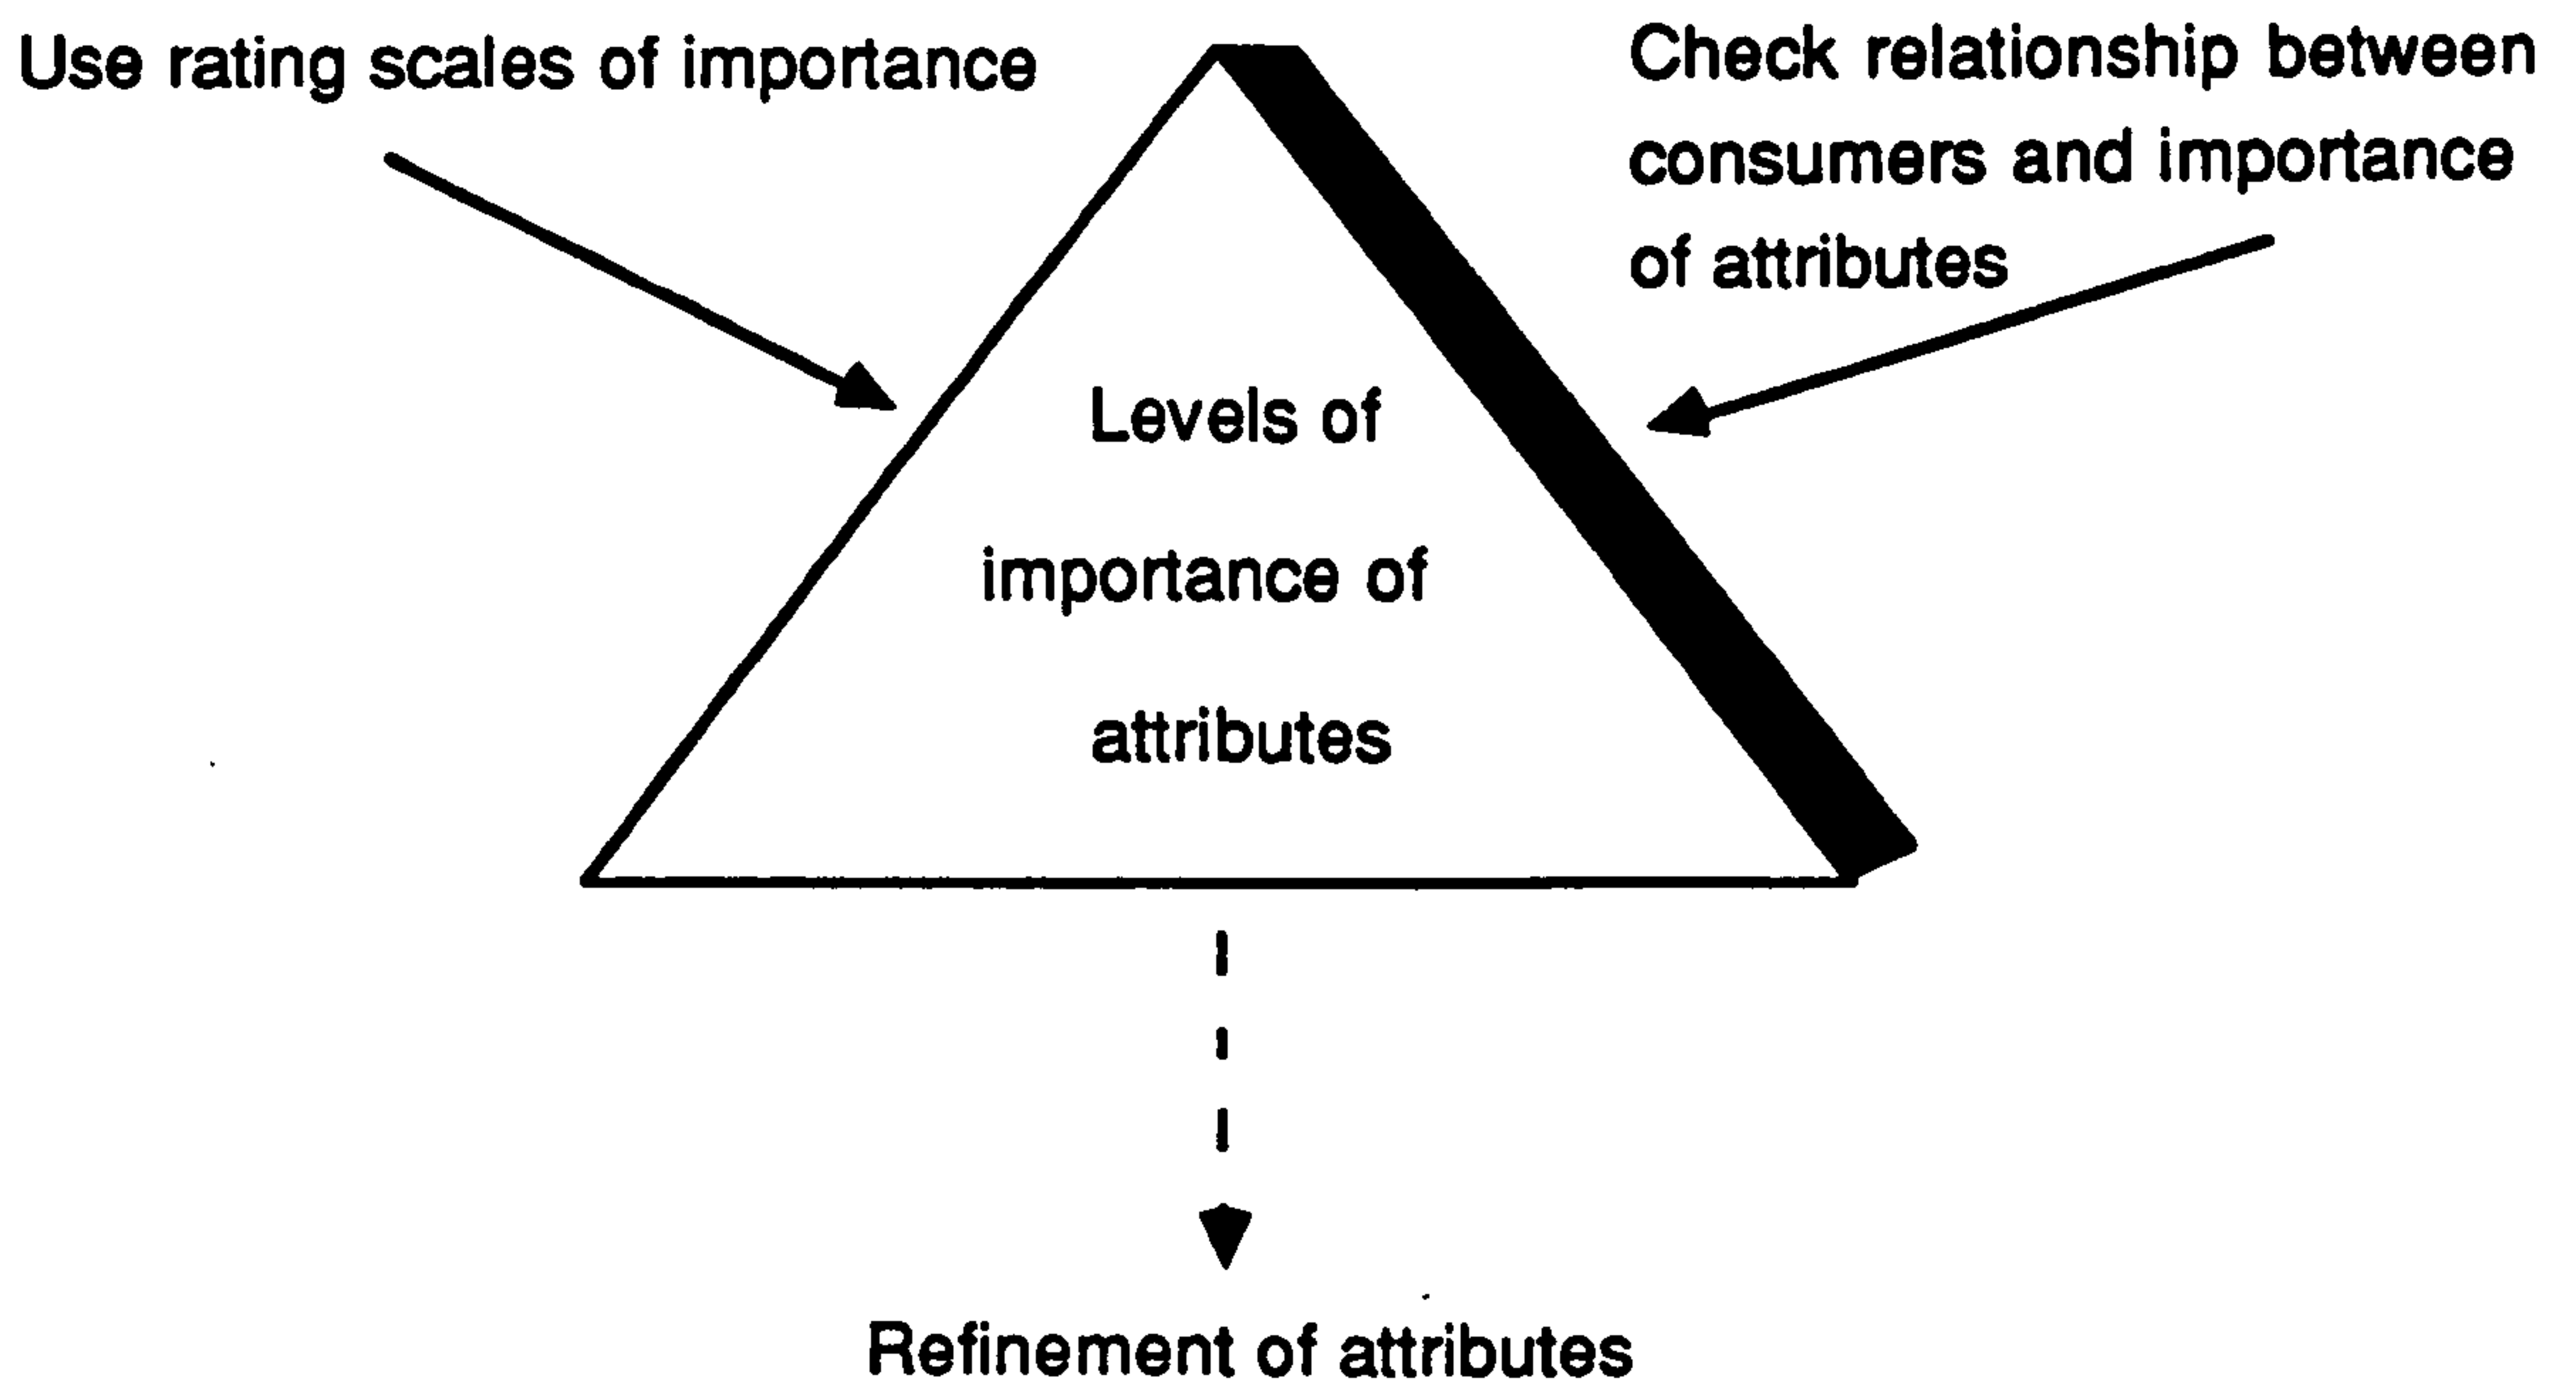 Use rating scales of importance
Check relationship between
consumers and importance
of attributes
Levels of
importance of
attributes
Refinement of attributes